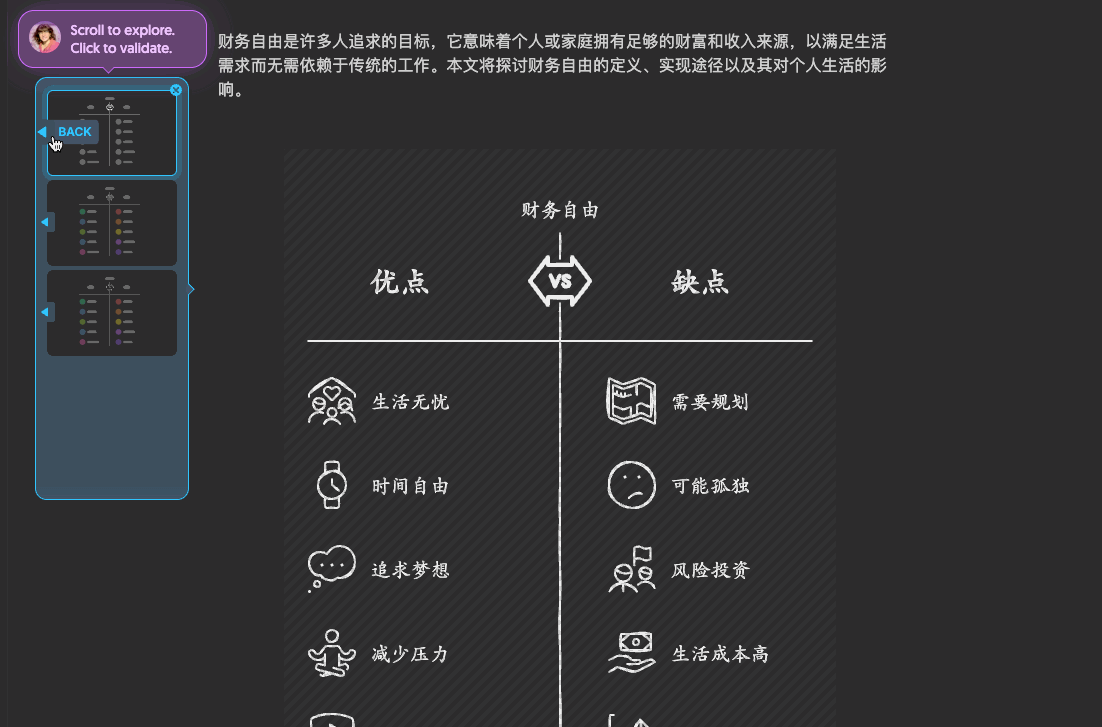 Scroll to explore.
Click to validate.
BACK
财务自由是许多人追求的目标，它意味着个人或家庭拥有足够的财富和收入来源，以满足生活
需求而无需依赖于传统的工作。本文将探讨财务自由的定义、实现途径以及其对个人生活的影
响。
财务自由
优点
VS
缺点
生活无忧
需要规划
时间自由
可能孤独
追求梦想
风险投资
减少压力
生活成本高